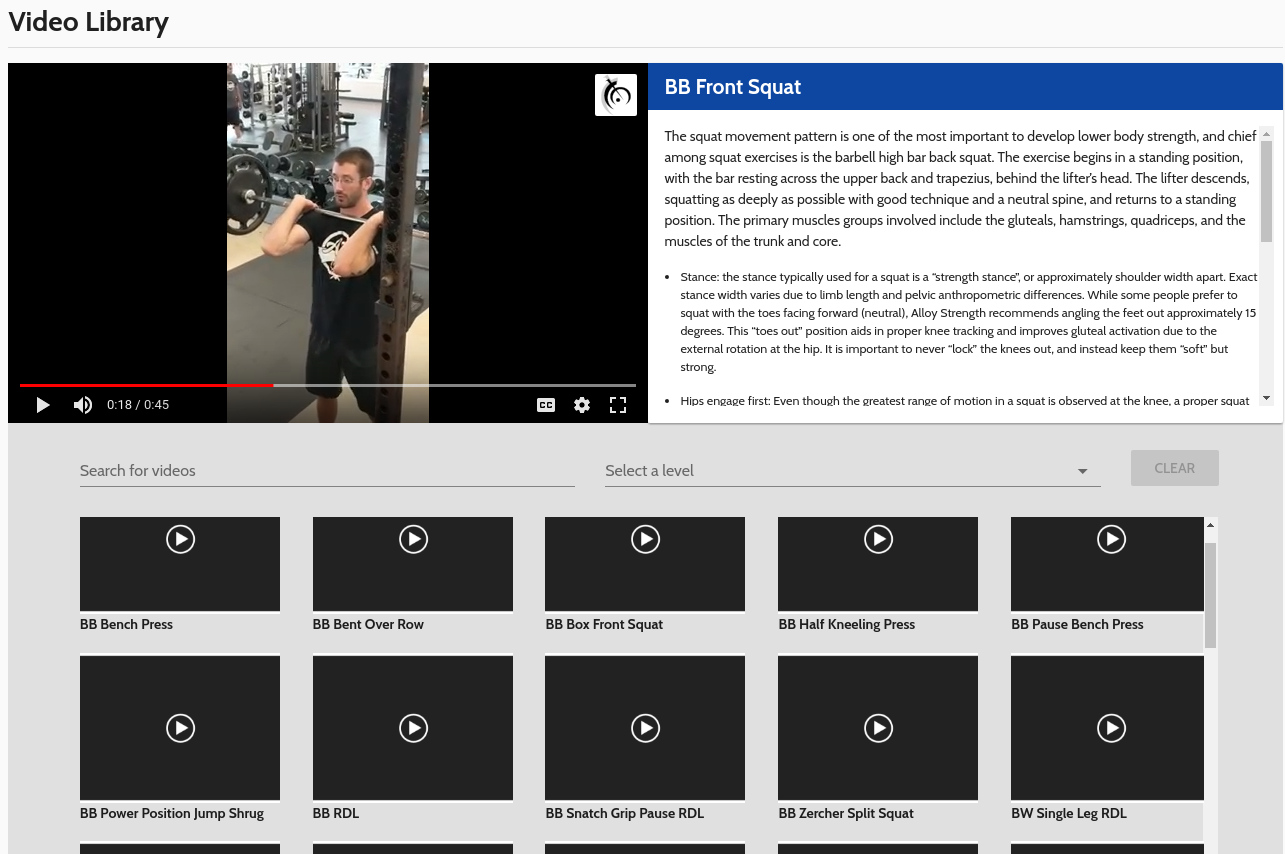 Video Library
BB Front Squat
The squat movement pattern is one of the most important to develop lower body strength, and chief
among squat exercises is the barbell high bar back squat. The exercise begins in a standing position,
with the bar resting across the upper back and trapezius, behind the lifter's head. The lifter descends,
squatting as deeply as possible with good technique and a neutral spine, and returns to a standing
position. The primary muscles groups involved include the gluteals, hamstrings, quadriceps, and the
muscles of the trunk and core.
• Stance: the stance typically used for a squat is a “strength stance”, or approximately shoulder width apart. Exact
stance width varies due to limb length and pelvic anthropometric differences. While some people prefer to
squat with the toes facing forward (neutral), Alloy Strength recommends angling the feet out approximately 15
degrees. This “toes out” position aids in proper knee tracking and improves gluteal activation due to the
external rotation at the hip. It is important to never “lock” the knees out, and instead keep them “soft” but
strong.
• Hips engage first: Even though the greatest range of motion in a squat is observed at the knee, a proper squat
0:18 / 0:45
CC
Search for videos
Select a level
CLEAR
BB Bench Press
BB Bent Over Row
BB Box Front Squat
BB Half Kneeling Press
BB Pause Bench Press
BB Power Position Jump Shrug
BB RDL
BB Snatch Grip Pause RDL
BB Zercher Split Squat
BW Single Leg RDL